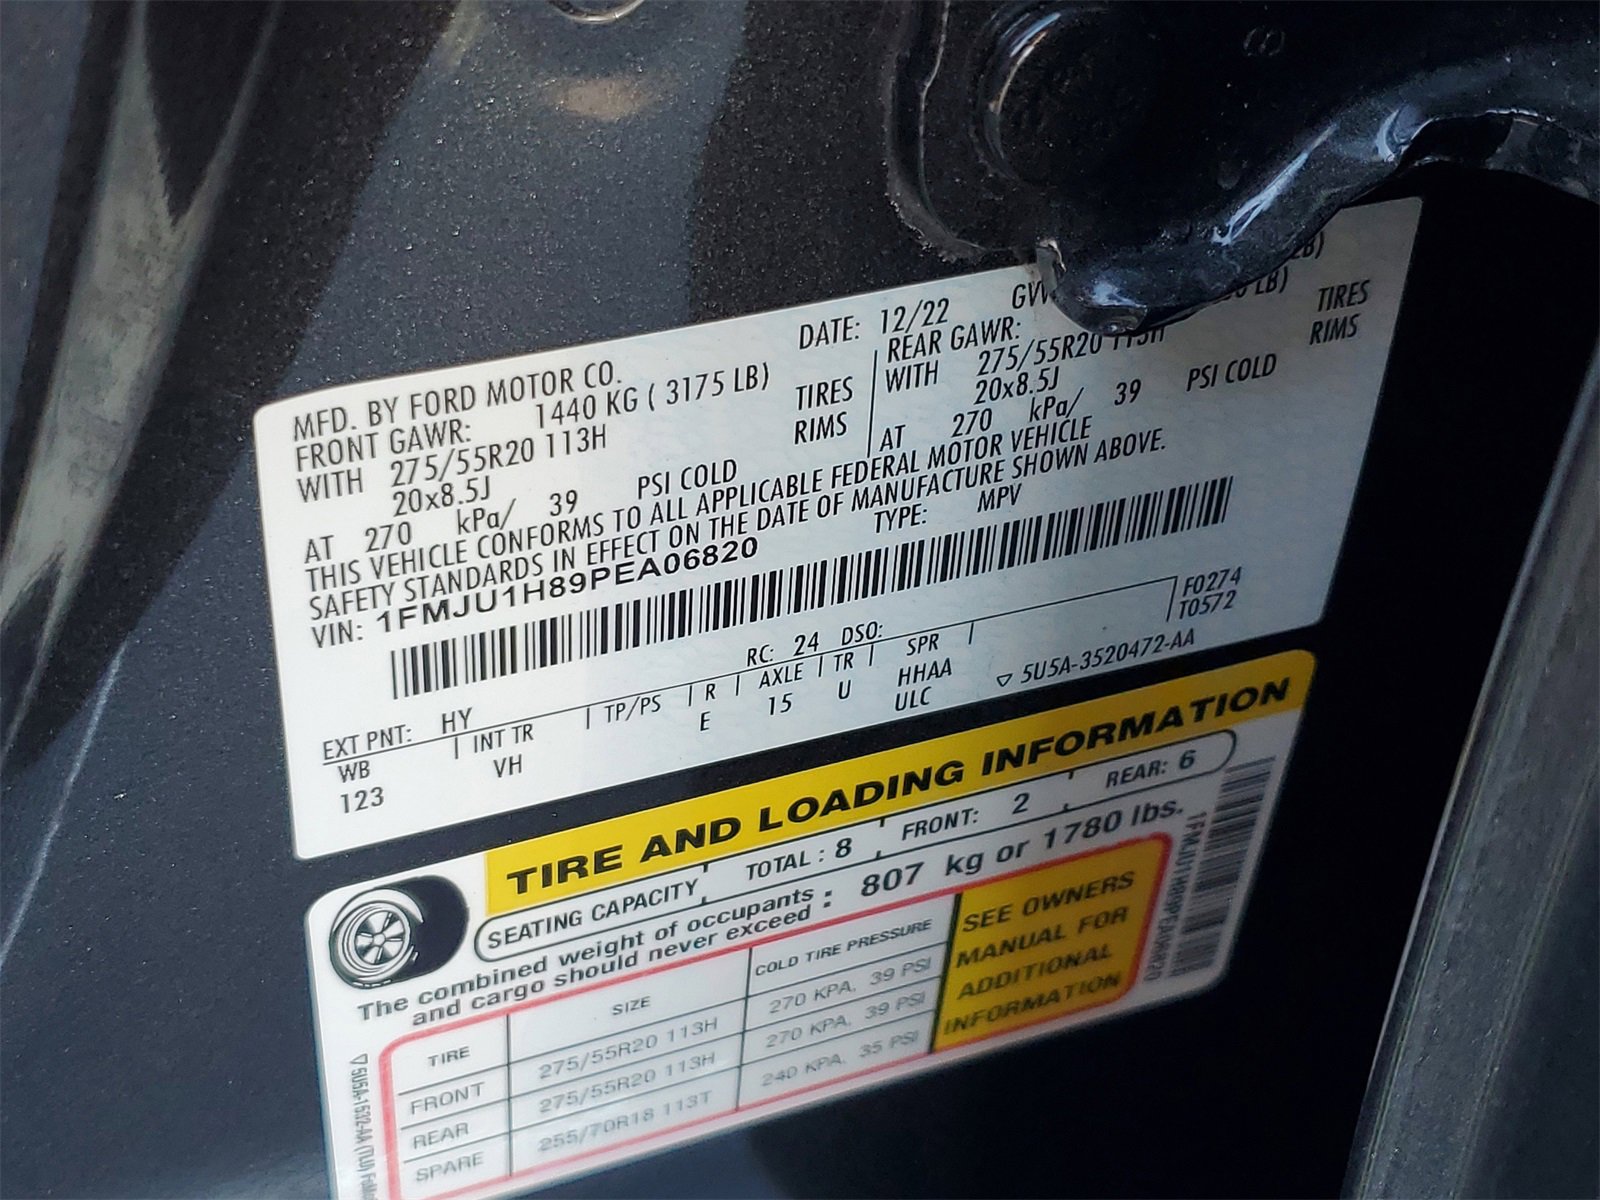 MFD. BY FORD MOTOR CO.
DATE: 12/22
FRONT GAWR: 1440 KG ( 3175 LB)
REAR GAWR: LB)
WITH 275/55R20 113H TIRES
WITH 275/55R20 113H TIRES
20x8.5J RIMS
20x8.5J RIMS
AT 270 kPa/ 39 PSI COLD
AT 270 kPa/ 39 PSI COLD
THIS VEHICLE CONFORMS TO ALL APPLICABLE FEDERAL MOTOR VEHICLE
SAFETY STANDARDS IN EFFECT ON THE DATE OF MANUFACTURE SHOWN ABOVE.
VIN: 1FMJU1H89PEA06820 TYPE: MPV
F0274
T0572
EXT PNT: HY RC: 24 DSO:
WB | INT TR | TP/PS | R | AXLE | TR | SPR |
123 VH E 15 U HHAA
ULC
▽ 5U5A-3520472-AA
TIRE AND LOADING INFORMATION
SEATING CAPACITY TOTAL : 8 FRONT: 2 REAR: 6
The combined weight of occupants
and cargo should never exceed : 807 kg or 1780 lbs.
TIRE SIZE COLD TIRE PRESSURE
FRONT 275/55R20 113H 270 KPA, 39 PSI
REAR 275/55R20 113H 270 KPA, 39 PSI
SPARE 255/70R18 113T 240 KPA, 35 PSI
SEE OWNERS
MANUAL FOR
ADDITIONAL
INFORMATION
1FMJU1H89PEA06820
▽5U5A-1532-AA (TLU)